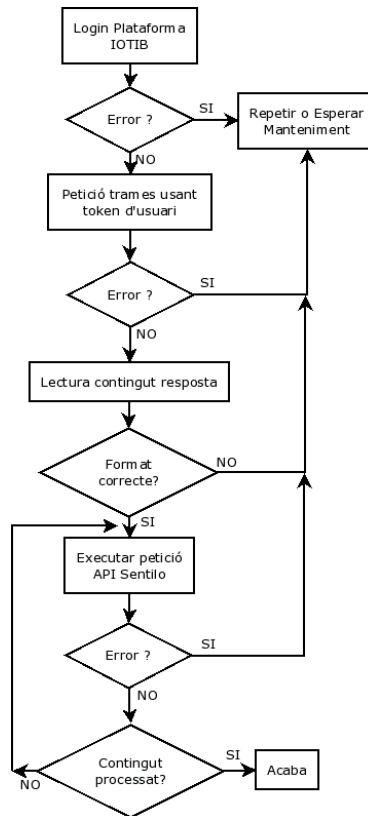 Login Plataforma
IOTIB
Error ?
SI
Repetir o Esperar
Manteniment
NO
Petició trames usant
token d'usuari
Error ?
SI
NO
Lectura contingut resposta
Format
correcte?
NO
SI
Executar petició
API Sentilo
Error ?
SI
NO
Contingut
processat?
SI
Acaba
NO